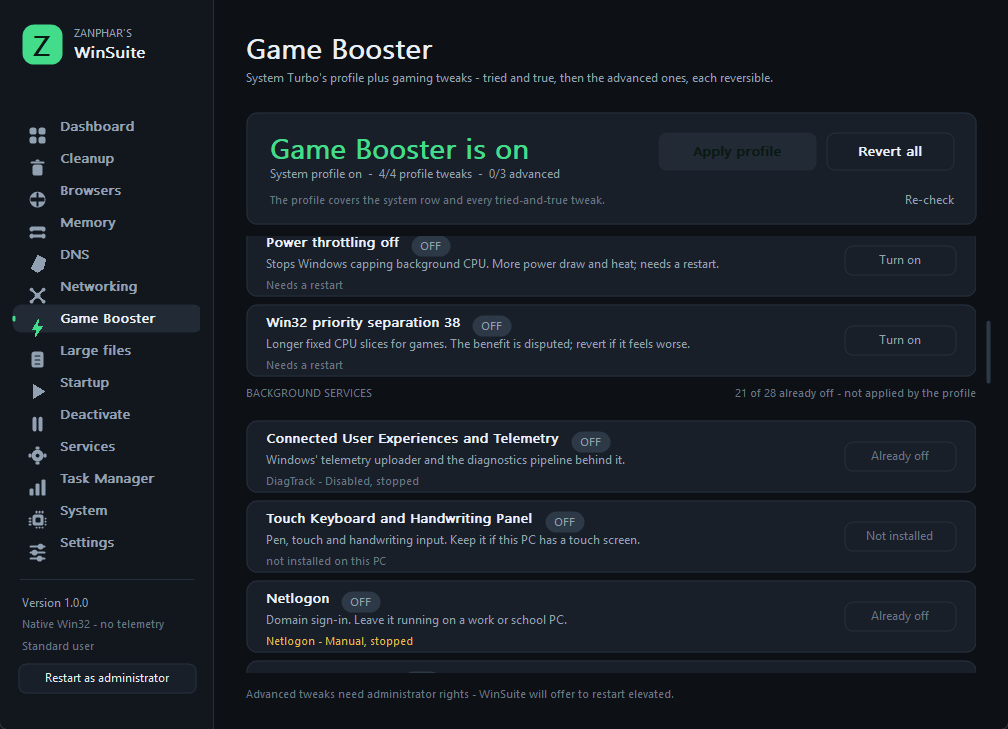 ZANPHAR'S
Z
WinSuite
Dashboard
Cleanup
Browsers
Memory
DNS
Networking
Game Booster
Large files
Startup
Deactivate
Services
Task Manager
System
Settings
Version 1.0.0
Native Win32 - no telemetry
Standard user
Restart as administrator
Game Booster
System Turbo's profile plus gaming tweaks - tried and true, then the advanced ones, each reversible.
Game Booster is on
Apply profile
Revert all
System profile on - 4/4 profile tweaks - 0/3 advanced
The profile covers the system row and every tried-and-true tweak.
Re-check
Power throttling off OFF
Stops Windows capping background CPU. More power draw and heat; needs a restart.
Needs a restart
Turn on
Win32 priority separation 38 OFF
Longer fixed CPU slices for games. The benefit is disputed; revert if it feels worse.
Needs a restart
Turn on
BACKGROUND SERVICES
21 of 28 already off - not applied by the profile
Connected User Experiences and Telemetry OFF
Windows' telemetry uploader and the diagnostics pipeline behind it.
DiagTrack - Disabled, stopped
Already off
Touch Keyboard and Handwriting Panel OFF
Pen, touch and handwriting input. Keep it if this PC has a touch screen.
not installed on this PC
Not installed
Netlogon OFF
Domain sign-in. Leave it running on a work or school PC.
Netlogon - Manual, stopped
Already off
Advanced tweaks need administrator rights - WinSuite will offer to restart elevated.